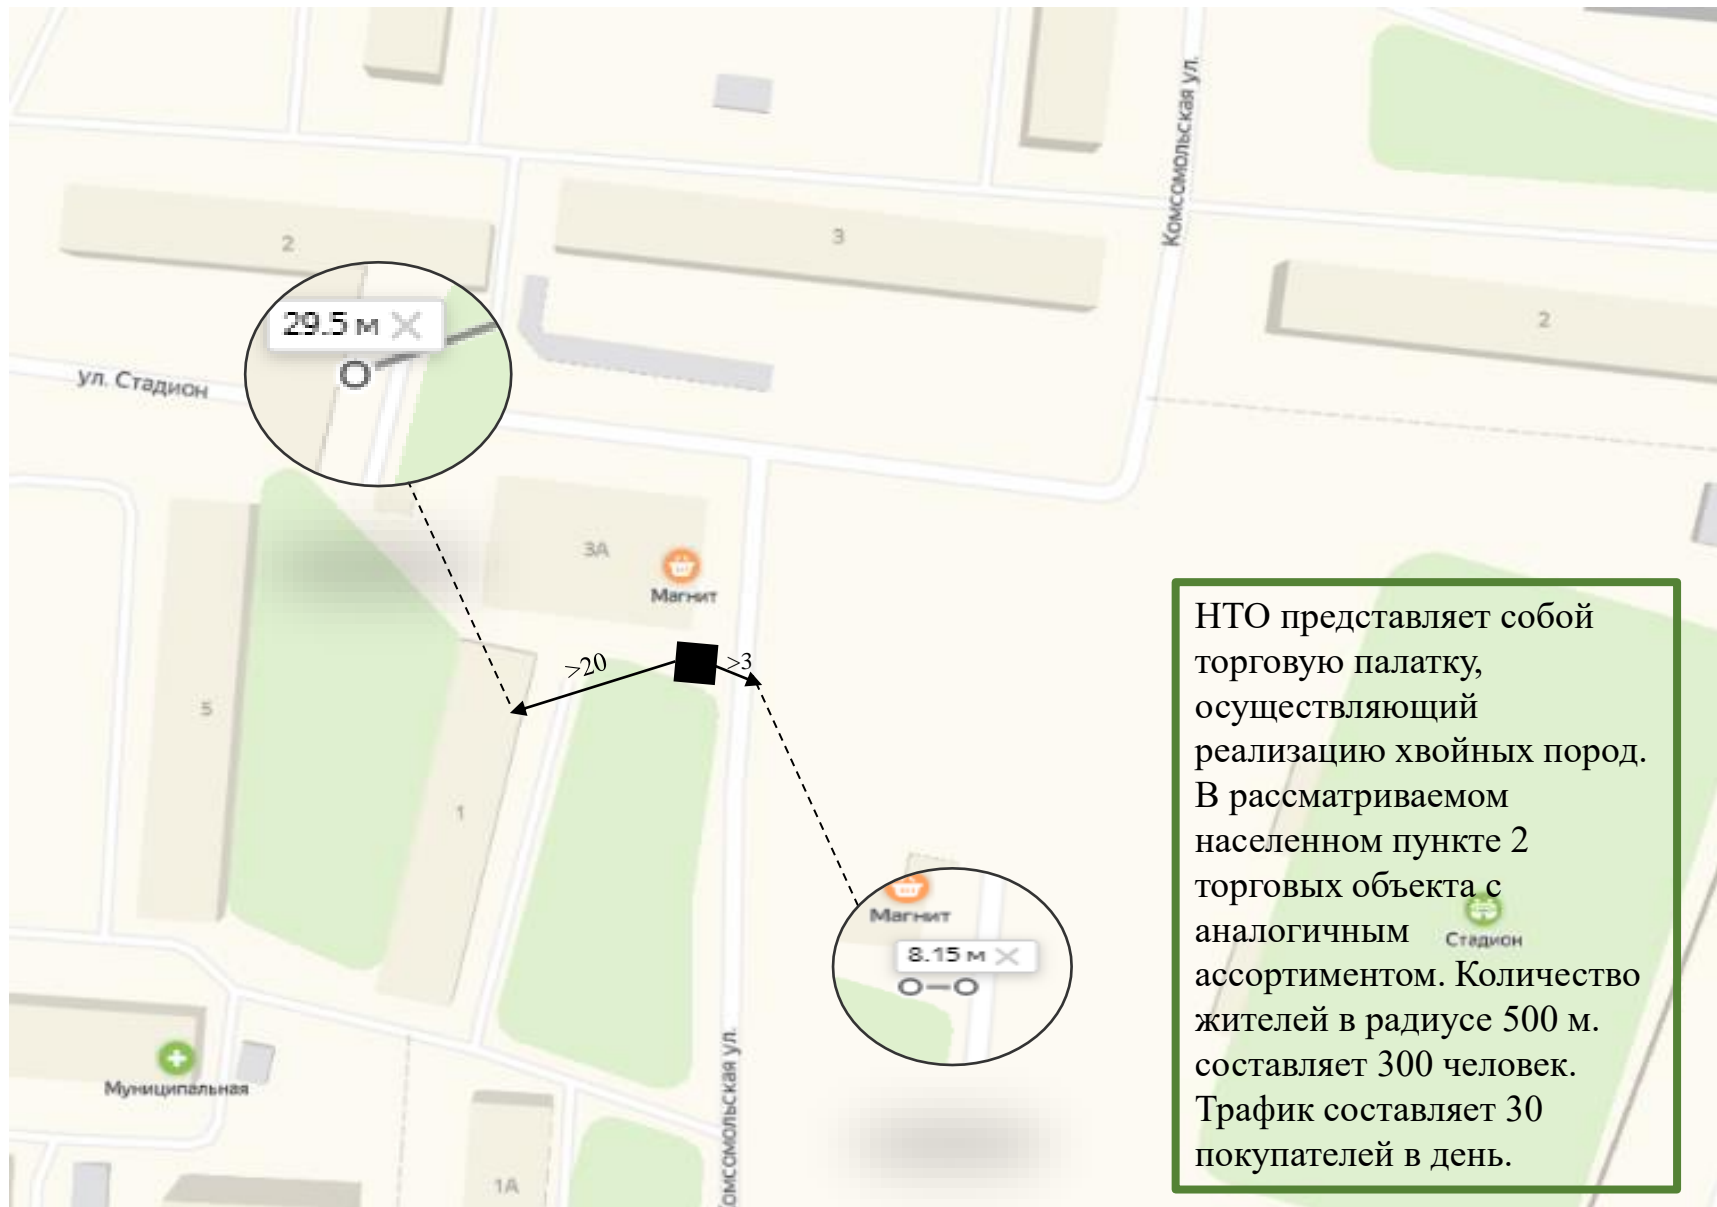 Комсомольская ул.
2
3
2
29.5 м
ул. Стадион
3А
Магнит
>20
>3
5
1
Магнит
8.15 м
Муниципальная
1А
Комсомольская ул.
Стадион
НТО представляет собой
торговую палатку,
осуществляющий
реализацию хвойных пород.
В рассматриваемом
населенном пункте 2
торговых объекта с
аналогичным
ассортиментом. Количество
жителей в радиусе 500 м.
составляет 300 человек.
Трафик составляет 30
покупателей в день.